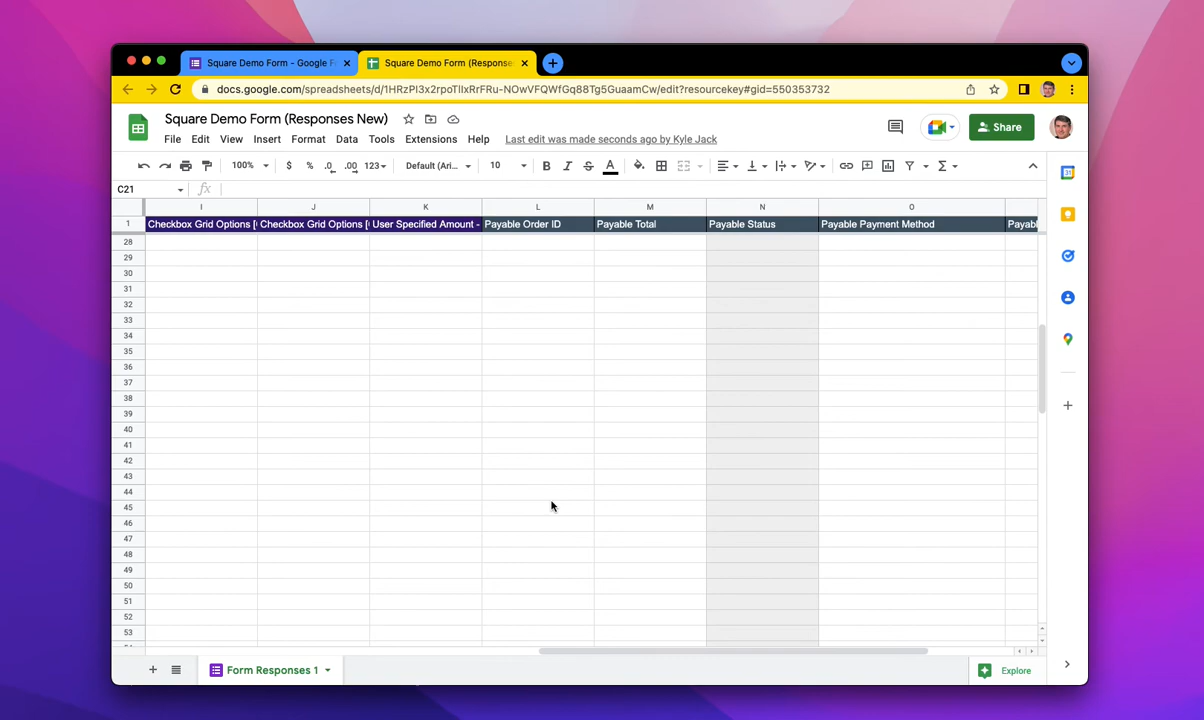 Square Demo Form - Google F
Square Demo Form (Response
docs.google.com/spreadsheets/d/1HRzPI3x2rpoTlIxRrFRu-NOwVFQWfGq88Tg5GuaamCw/edit?resourcekey#gid=550353732
Square Demo Form (Responses New)
File Edit View Insert Format Data Tools Extensions Help Last edit was made seconds ago by Kyle Jack
Share
100% $ % .0 .00 123 Default (Ari... 10 B I S A
C21 fx
I J K L M N O
1 Checkbox Grid Options [ Checkbox Grid Options [ User Specified Amount - Payable Order ID Payable Total Payable Status Payable Payment Method Payabl
28
29
30
31
32
33
34
35
36
37
38
39
40
41
42
43
44
45
46
47
48
49
50
51
52
53
Form Responses 1
Explore
31